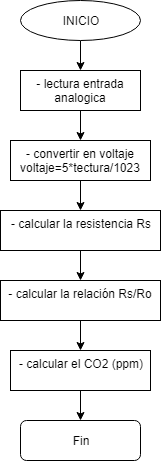 INICIO
- lectura entrada
analogica
- convertir en voltaje
voltaje=5*tectura/1023
- calcular la resistencia Rs
- calcular la relación Rs/Ro
- calcular el CO2 (ppm)
Fin